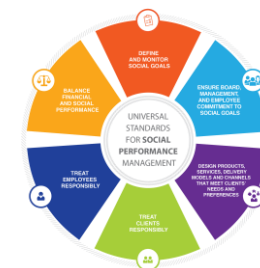 DEFINE
AND MONITOR
SOCIAL GOALS
ENSURE BOARD,
MANAGEMENT,
AND EMPLOYEE
COMMITMENT TO
SOCIAL GOALS
DESIGN PRODUCTS,
SERVICES, DELIVERY
MODELS AND CHANNELS
THAT MEET CLIENTS'
NEEDS AND
PREFERENCES
TREAT
CLIENTS
RESPONSIBLY
TREAT
EMPLOYEES
RESPONSIBLY
BALANCE
FINANCIAL
AND SOCIAL
PERFORMANCE
UNIVERSAL
STANDARDS
FOR SOCIAL
PERFORMANCE
MANAGEMENT